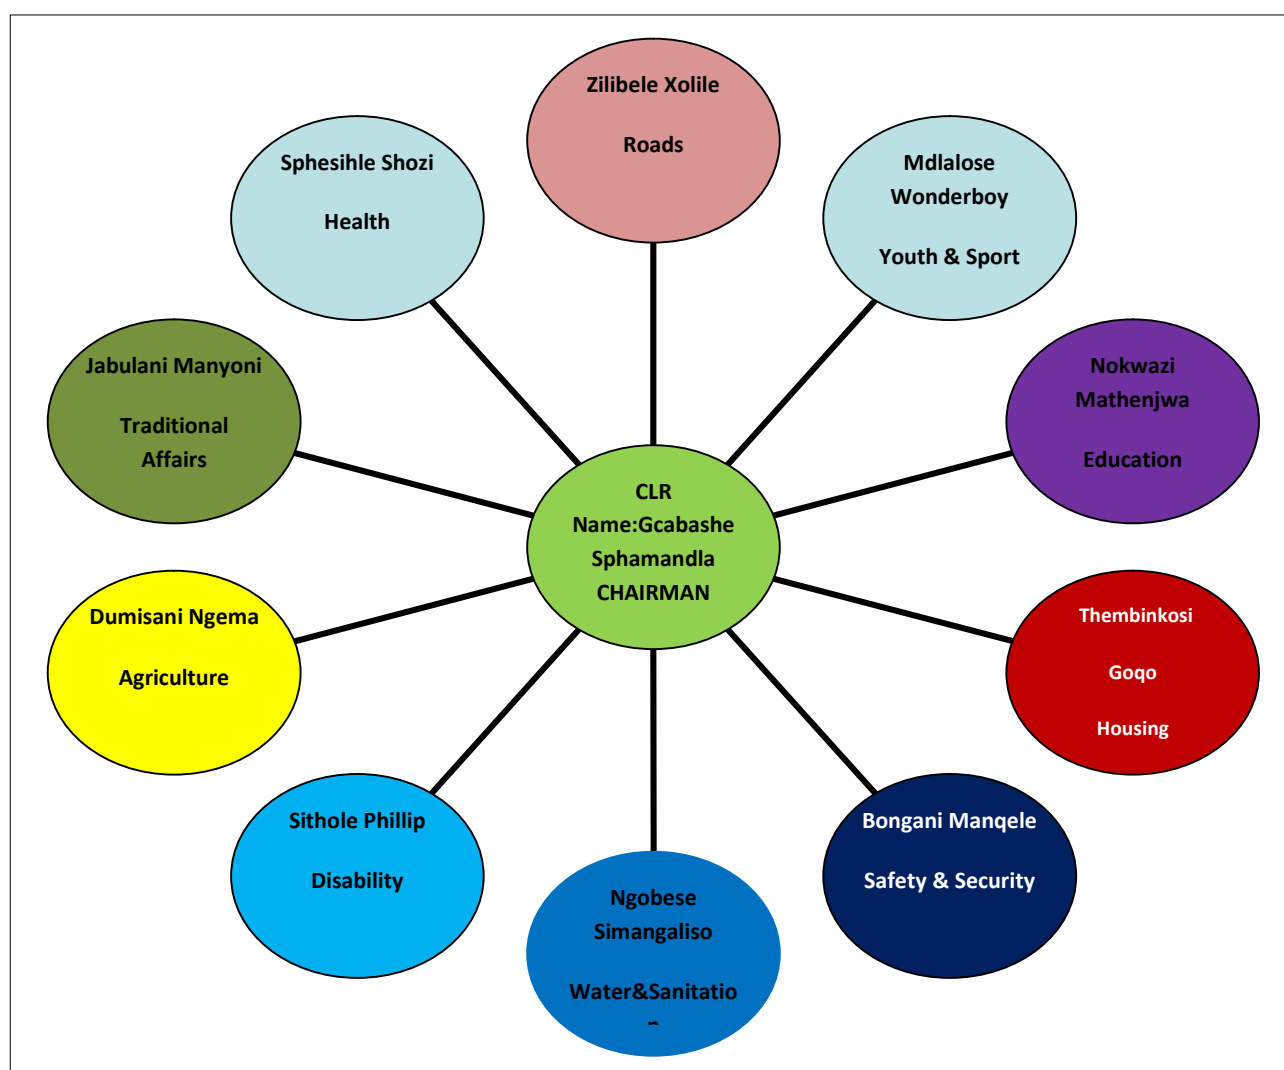 Zilibele Xolile
Roads
Sphesihle Shozi
Health
Mdlalose
Wonderboy
Youth & Sport
Jabulani Manyoni
Traditional
Affairs
Nokwazi
Mathenjwa
Education
CLR
Name:Gcabashe
Sphamandla
CHAIRMAN
Dumisani Ngema
Agriculture
Thembinkosi
Goqo
Housing
Sithole Phillip
Disability
Bongani Manqele
Safety & Security
Ngobese
Simangaliso
Water&Sanitatio
n